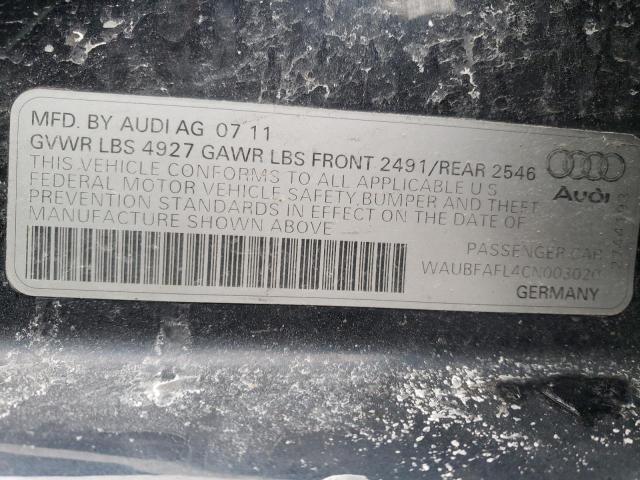 MFD. BY AUDI AG 07 11
GVWR LBS 4927 GAWR LBS FRONT 2491/REAR 2546
THIS VEHICLE CONFORMS TO ALL APPLICABLE U S
FEDERAL MOTOR VEHICLE SAFETY,BUMPER AND THEFT
PREVENTION STANDARDS IN EFFECT ON THE DATE OF
MANUFACTURE SHOWN ABOVE
Audi
PASSENGER CAR
WAUBFAFL4CN003020
GERMANY